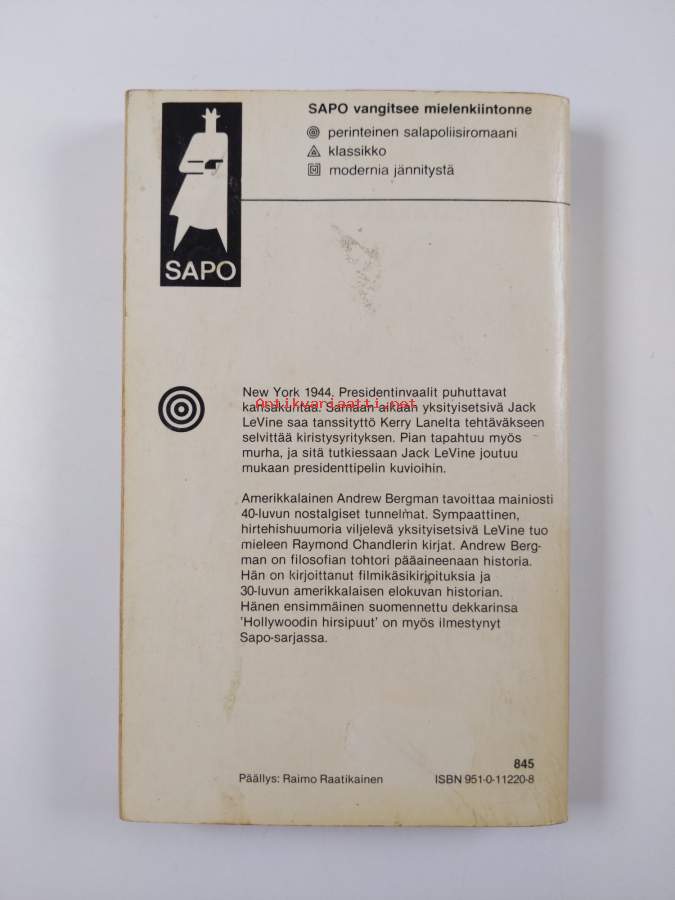 SAPO vangitsee mielenkiintonne
perinteinen salapoliisiromaani
klassikko
modernia jännitystä
SAPO
New York 1944. Presidentinvaalit puhuttavat
Antikvariaatti.net
kansakuntaa. Samaan aikaan yksityisetsivä Jack
LeVine saa tanssityttö Kerry Lanelta tehtäväkseen
selvittää kiristysyrityksen. Pian tapahtuu myös
murha, ja sitä tutkiessaan Jack LeVine joutuu
mukaan presidenttipelin kuvioihin.
Amerikkalainen Andrew Bergman tavoittaa mainiosti
40-luvun nostalgiset tunnelmat. Sympaattinen,
hirtehishuumoria viljelevä yksityisetsivä LeVine tuo
mieleen Raymond Chandlerin kirjat. Andrew Berg-
man on filosofian tohtori pääaineenaan historia.
Hän on kirjoittanut filmikäsikirjoituksia ja
30-luvun amerikkalaisen elokuvan historian.
Hänen ensimmäinen suomennettu dekkarinsa
'Hollywoodin hirsipuut' on myös ilmestynyt
Sapo-sarjassa.
845
Päällys: Raimo Raatikainen ISBN 951-0-11220-8